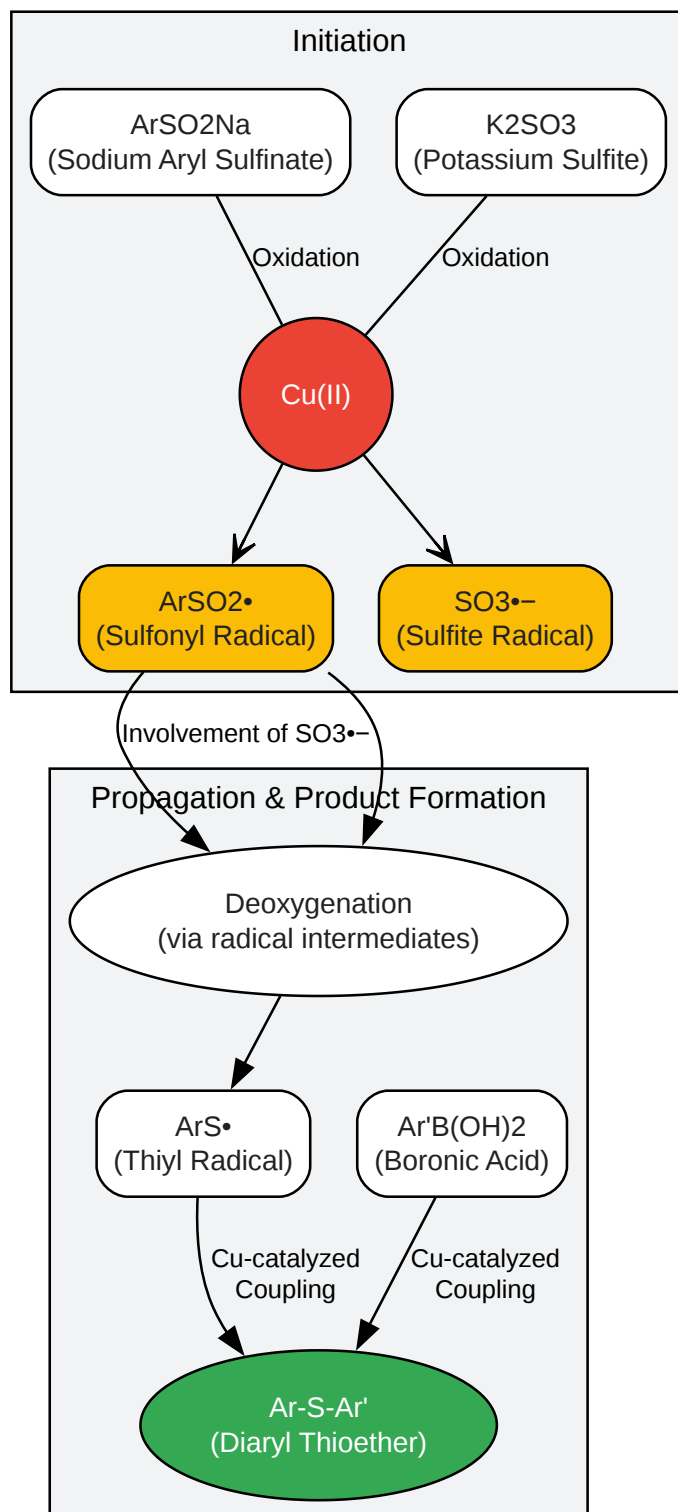 Initiation
ArSO2Na
(Sodium Aryl Sulfinate)
K2SO3
(Potassium Sulfite)
Oxidation
Oxidation
Cu(II)
ArSO2•
(Sulfonyl Radical)
SO3•−
(Sulfite Radical)
Involvement of SO3•−
Propagation & Product Formation
Deoxygenation
(via radical intermediates)
ArS•
(Thiyl Radical)
Ar'B(OH)2
(Boronic Acid)
Cu-catalyzed
Coupling
Cu-catalyzed
Coupling
Ar-S-Ar'
(Diaryl Thioether)